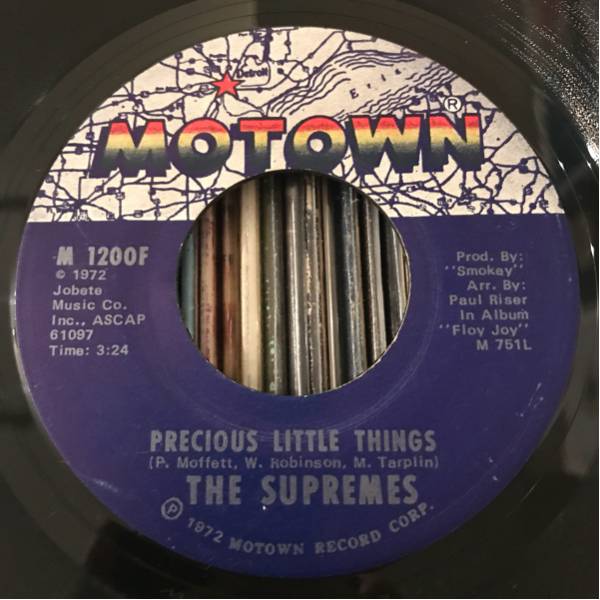 Detroit
Erie
MOTOWN®
M 1200F
© 1972
Jobete
Music Co.
Inc., ASCAP
61097
Time: 3:24
Prod. By:
"Smokey"
Arr. By:
Paul Riser
In Album
"Floy Joy"
M 751L
PRECIOUS LITTLE THINGS
(P. Moffett, W. Robinson, M. Tarplin)
THE SUPREMES
℗ 1972 MOTOWN RECORD CORP.